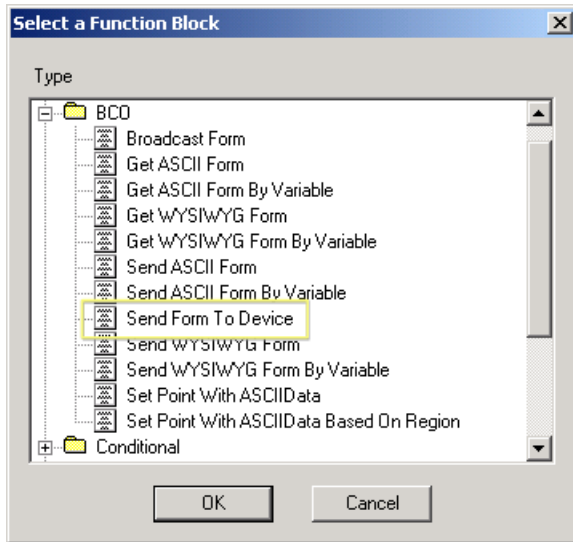 Select a Function Block
Type
BCO
Broadcast Form
Get ASCII Form
Get ASCII Form By Variable
Get WYSIWYG Form
Get WYSIWYG Form By Variable
Send ASCII Form
Send ASCII Form By Variable
Send Form To Device
Send WYSIWYG Form
Send WYSIWYG Form By Variable
Set Point With ASCIIData
Set Point With ASCIIData Based On Region
Conditional
OK Cancel